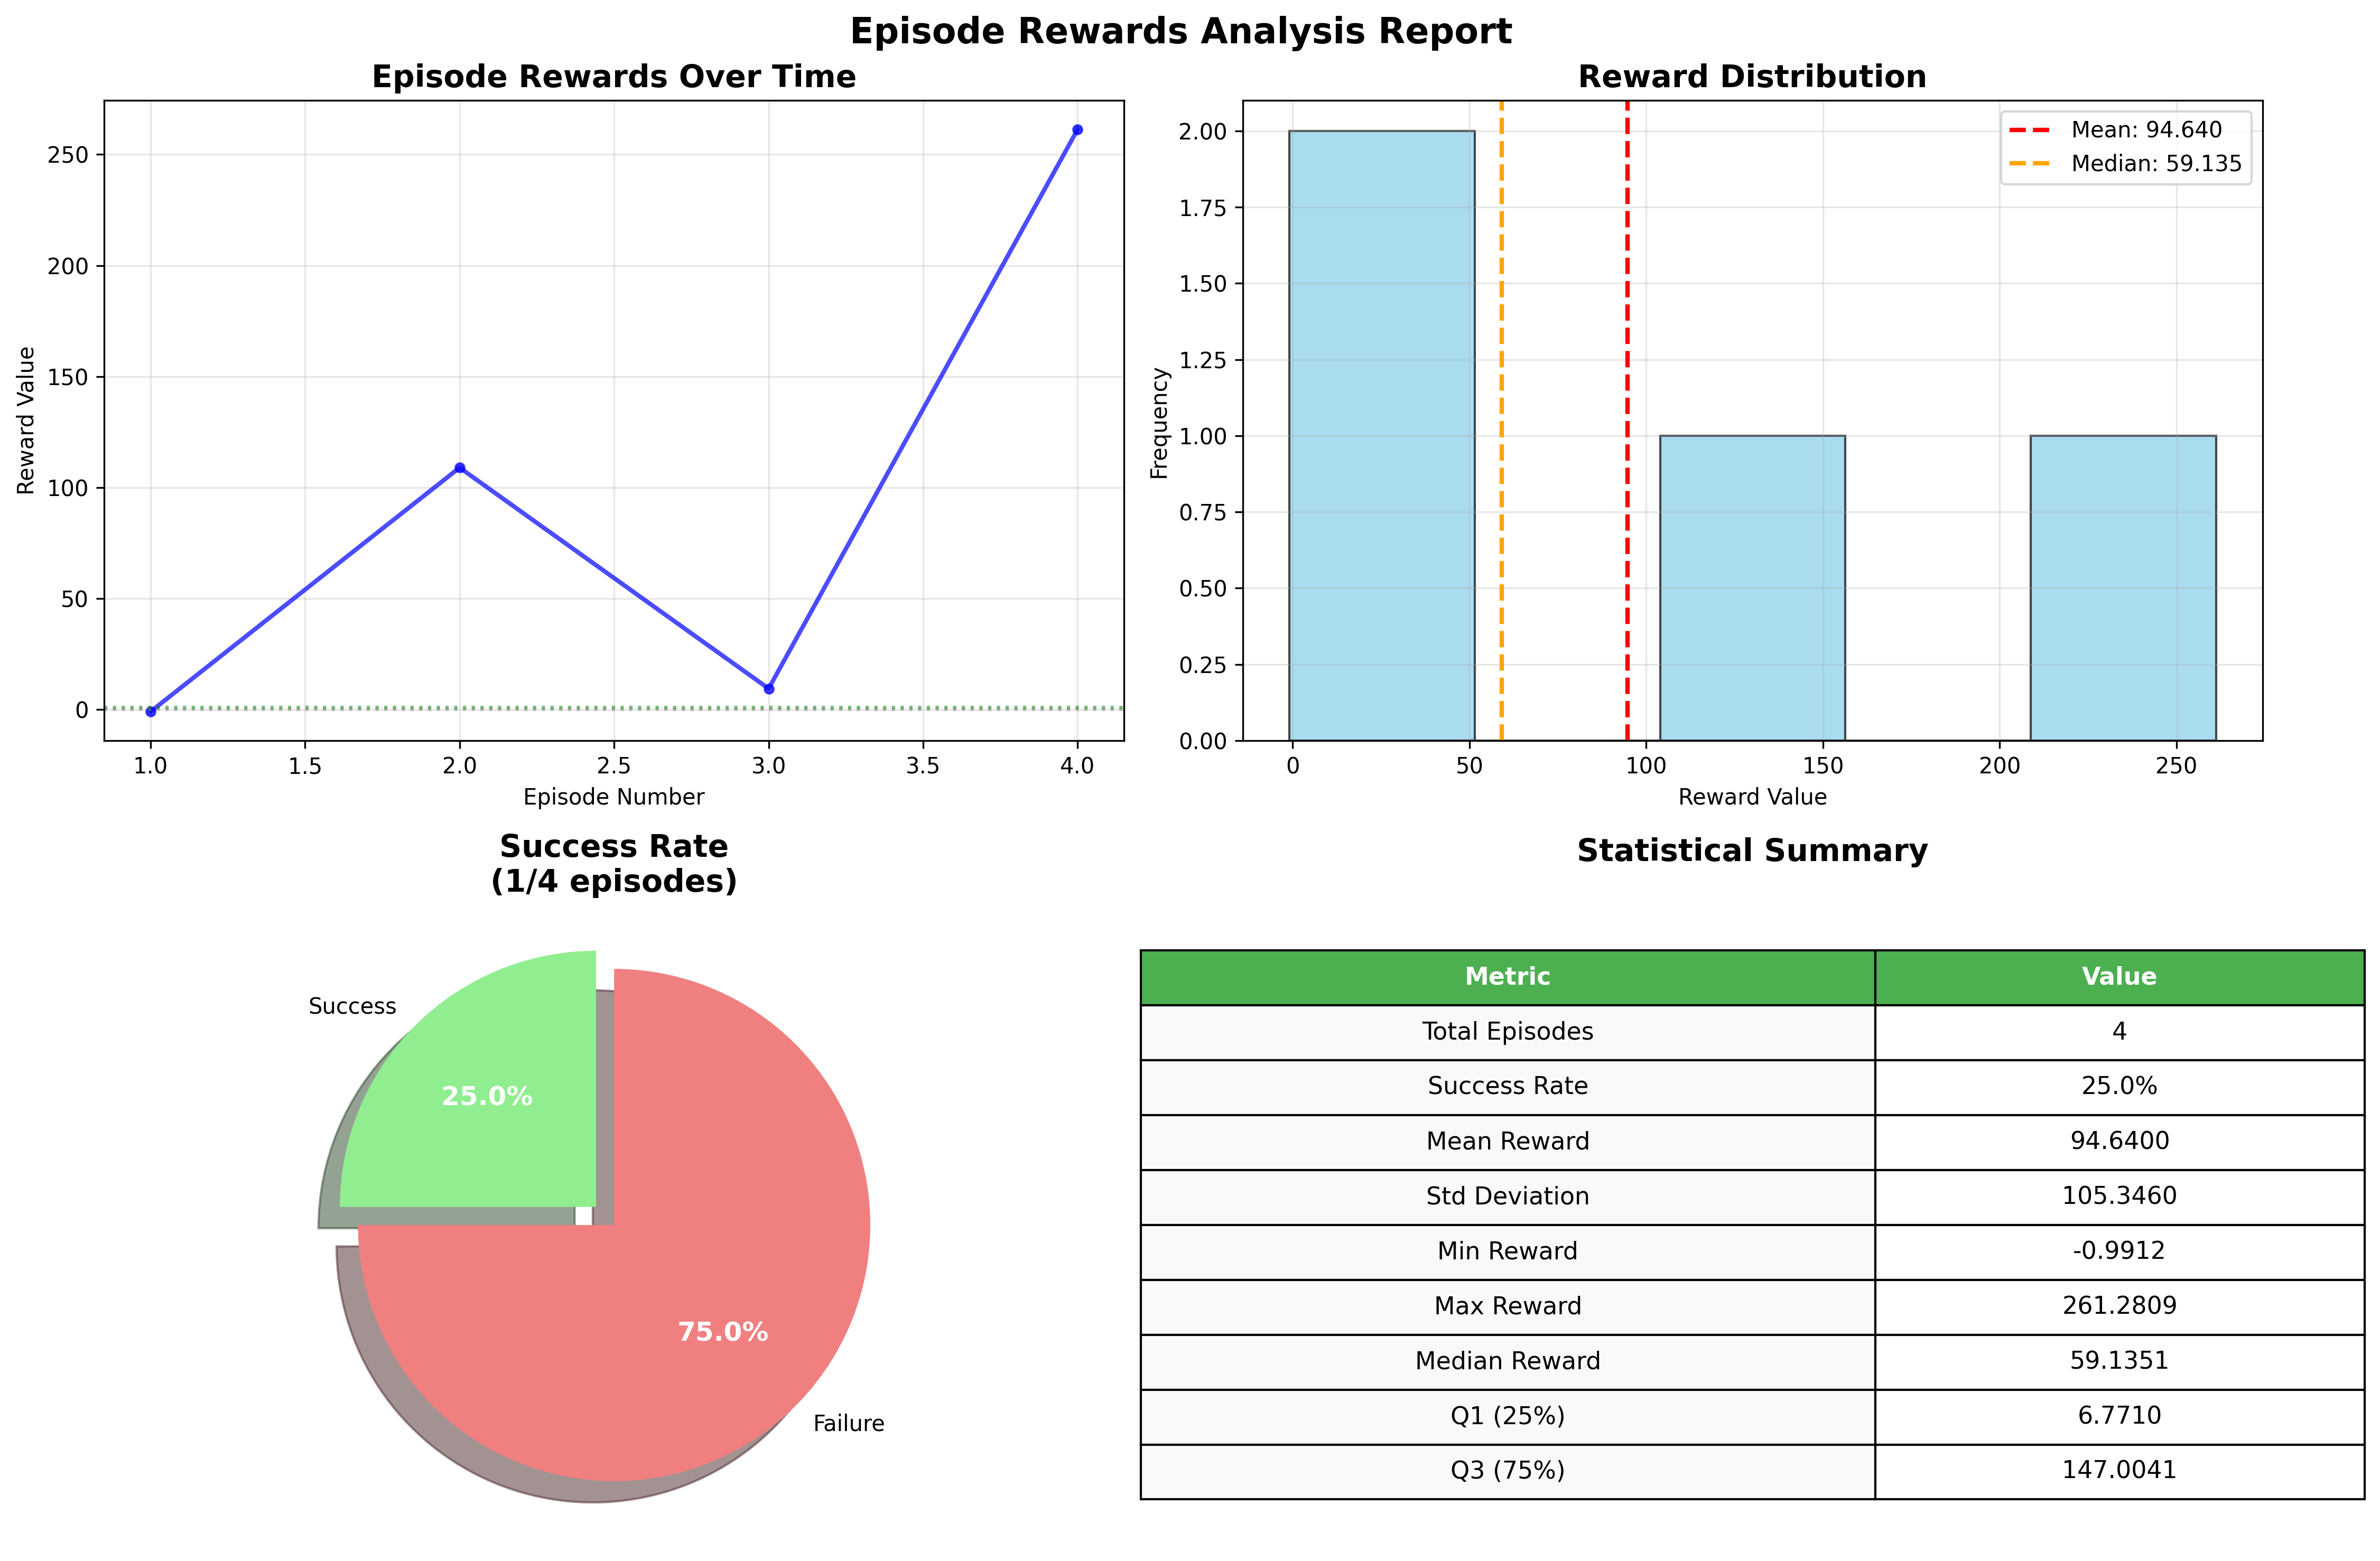 Episode Rewards Analysis Report
Episode Rewards Over Time
250
200
150
100
50
0
Reward Value
1.0 1.5 2.0 2.5 3.0 3.5 4.0
Episode Number
Reward Distribution
Mean: 94.640
Median: 59.135
2.00
1.75
1.50
1.25
1.00
0.75
0.50
0.25
0.00
Frequency
0 50 100 150 200 250
Reward Value
Success Rate
(1/4 episodes)
Success
25.0%
75.0%
Failure
Statistical Summary
Metric Value
Total Episodes 4
Success Rate 25.0%
Mean Reward 94.6400
Std Deviation 105.3460
Min Reward -0.9912
Max Reward 261.2809
Median Reward 59.1351
Q1 (25%) 6.7710
Q3 (75%) 147.0041